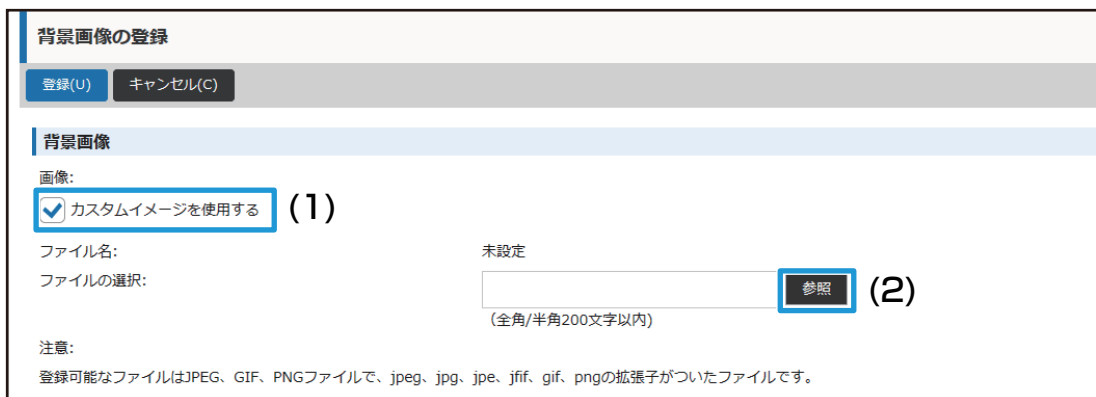 背景画像の登録
登録(U) キャンセル(C)
背景画像
画像:
カスタムイメージを使用する (1)
ファイル名: 未設定
ファイルの選択: 参照 (2)
(全角/半角200文字以内)
注意:
登録可能なファイルはJPEG、GIF、PNGファイルで、jpeg、jpg、jpe、jfif、gif、pngの拡張子がついたファイルです。